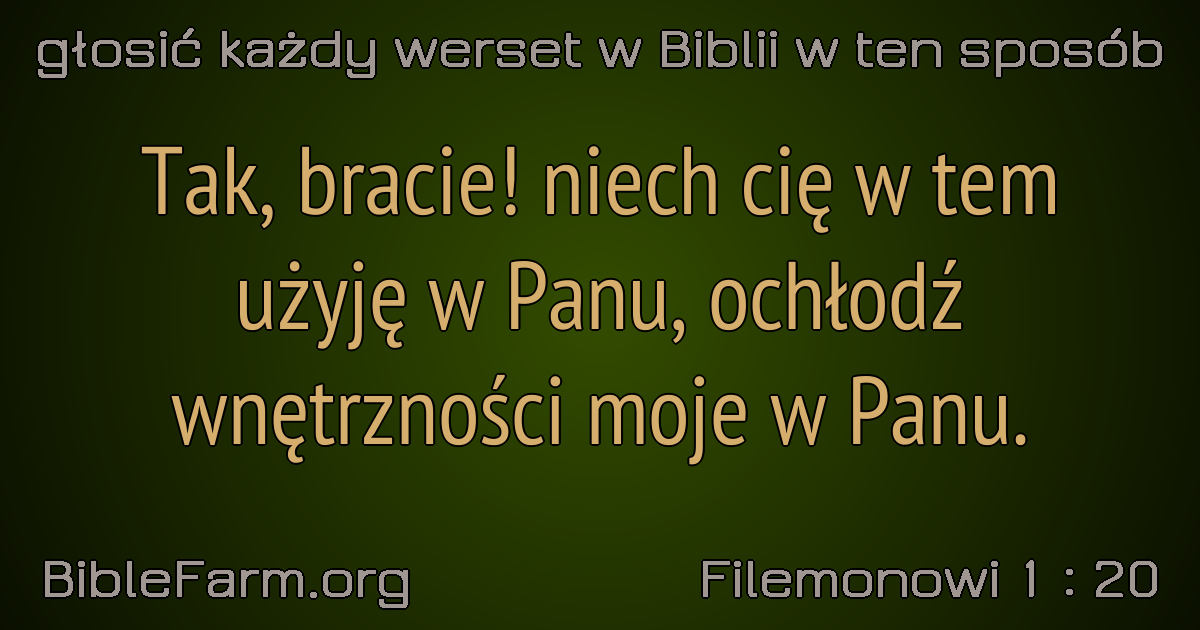 głosić każdy werset w Biblii w ten sposób
Tak, bracie! niech cię w tem
użyję w Panu, ochłodź
wnętrzności moje w Panu.
BibleFarm.org
Filemonowi 1 : 20